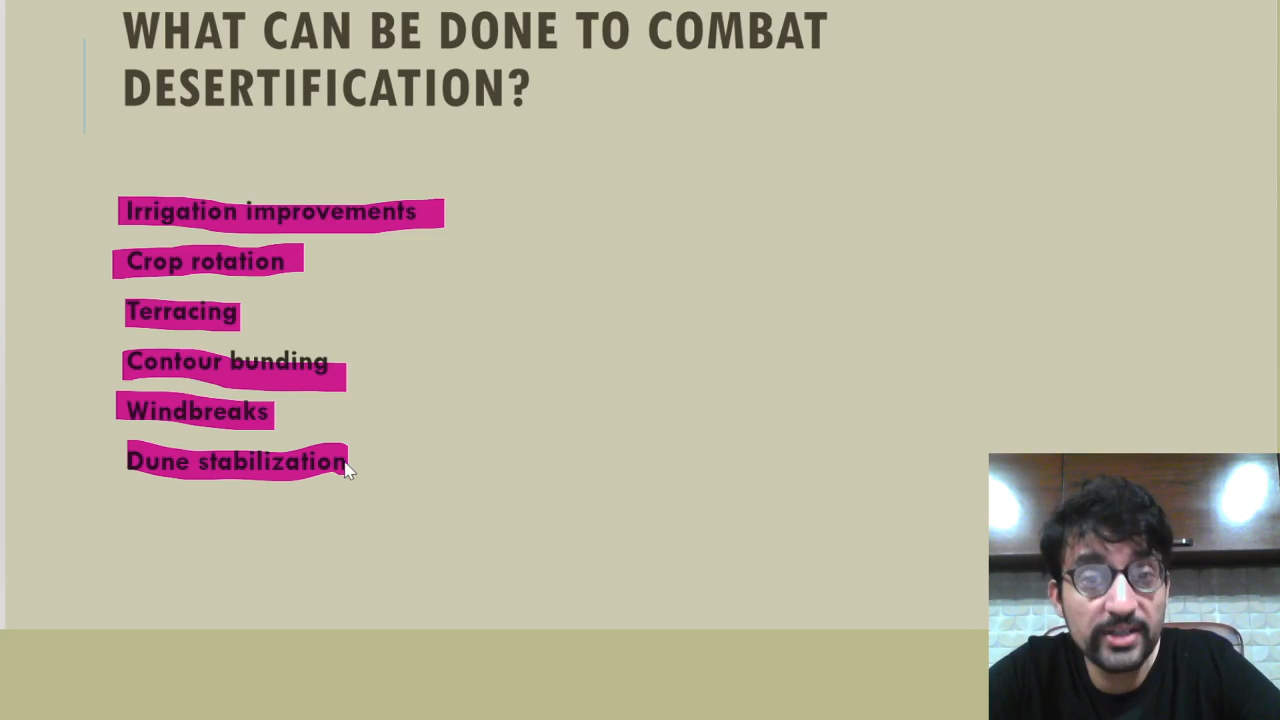 WHAT CAN BE DONE TO COMBAT
DESERTIFICATION?
Irrigation improvements
Crop rotation
Terracing
Contour bunding
Windbreaks
Dune stabilization